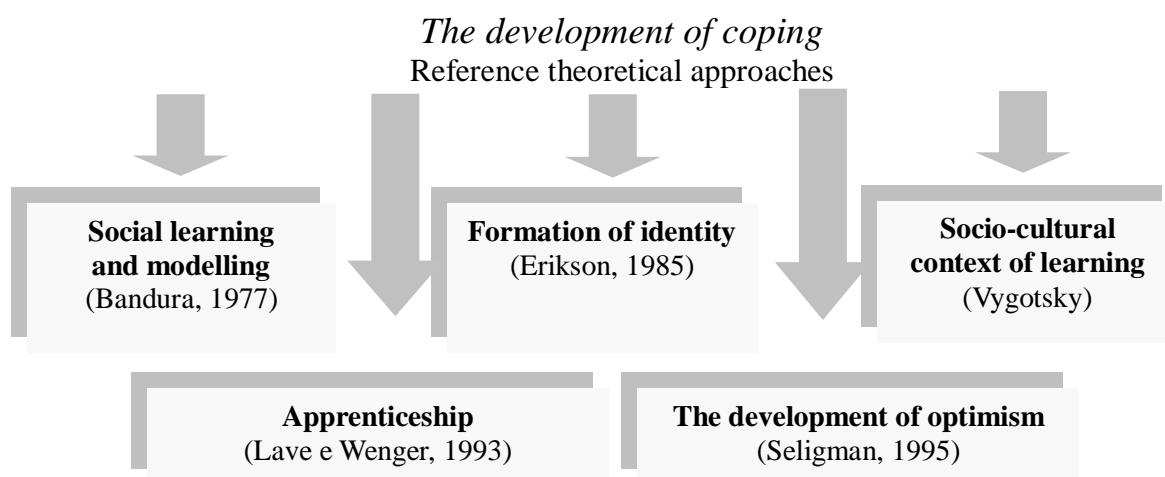 The development of coping
Reference theoretical approaches
Social learning
and modelling
(Bandura, 1977)
Formation of identity
(Erikson, 1985)
Socio-cultural
context of learning
(Vygotsky)
Apprenticeship
(Lave e Wenger, 1993)
The development of optimism
(Seligman, 1995)